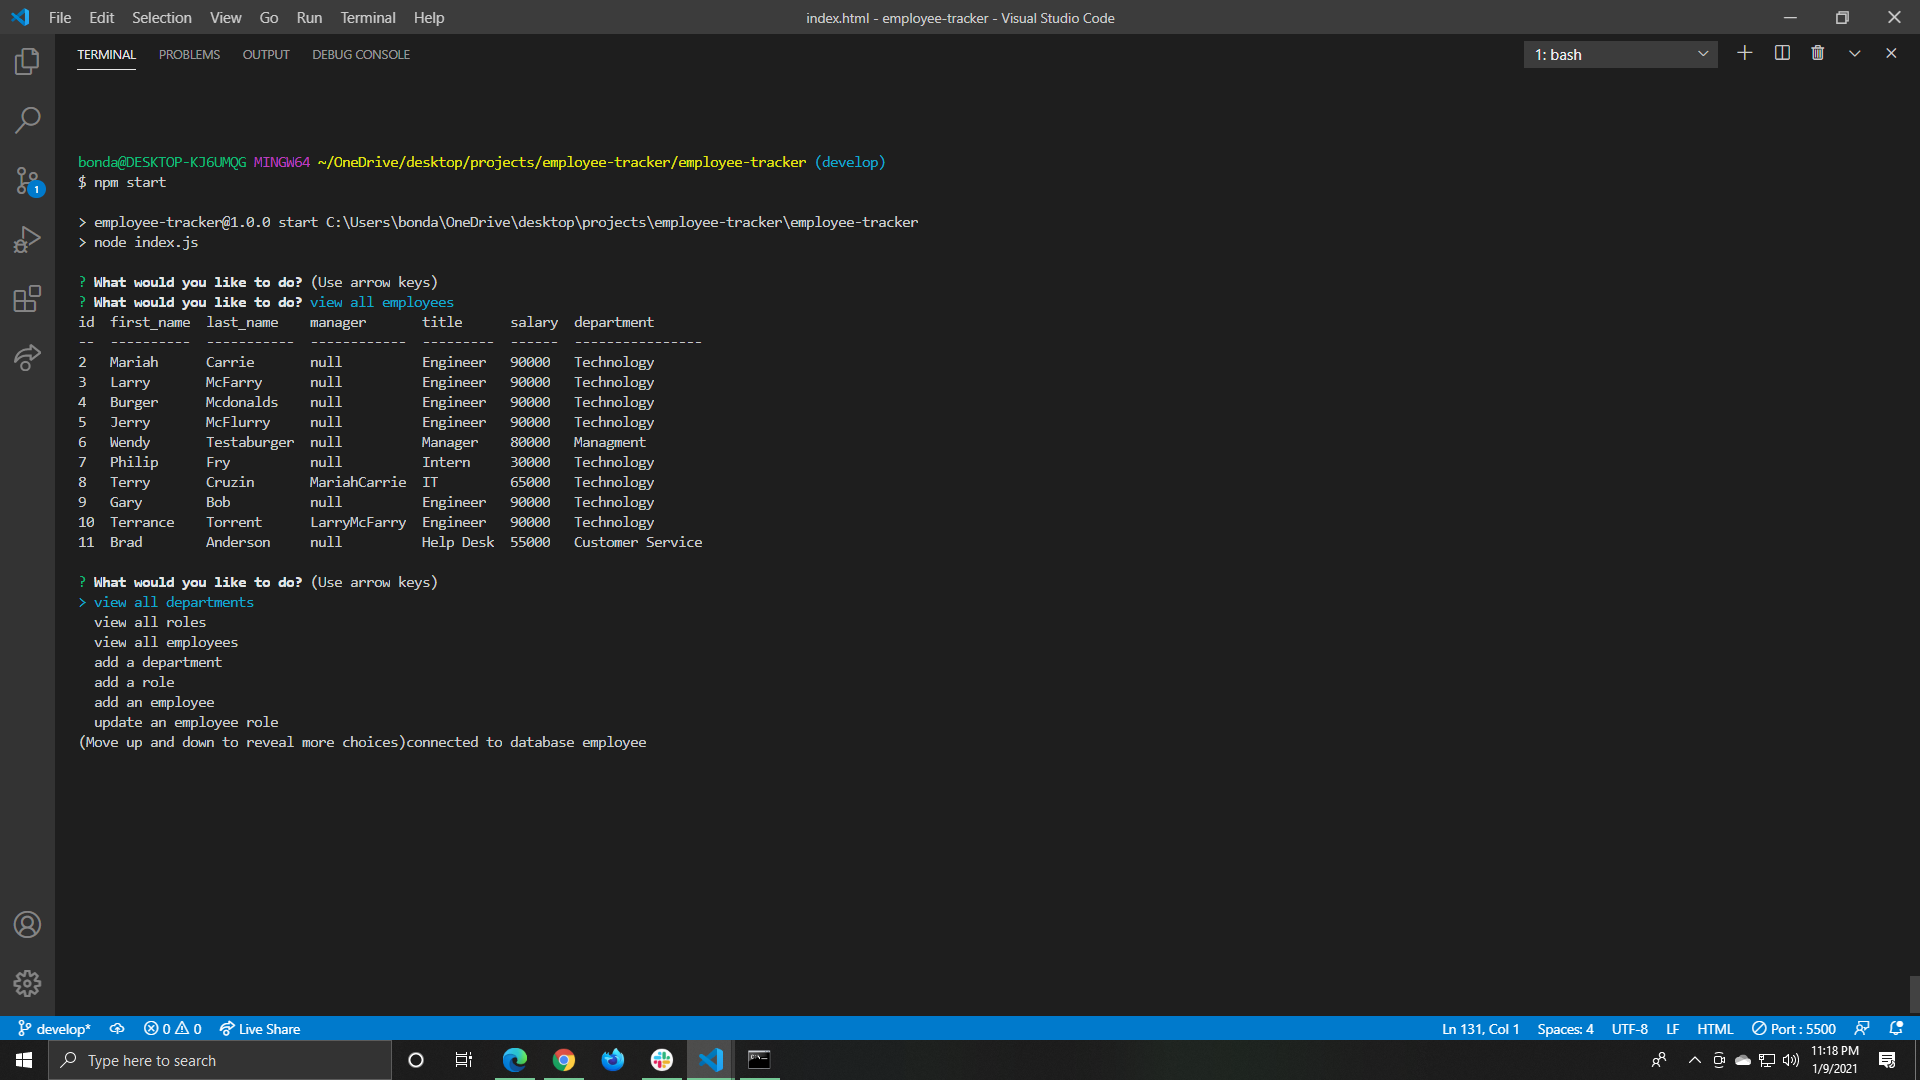 File Edit Selection View Go Run Terminal Help
index.html - employee-tracker - Visual Studio Code
TERMINAL PROBLEMS OUTPUT DEBUG CONSOLE
1: bash
bonda@DESKTOP-KJ6UMQG MINGW64 ~/OneDrive/desktop/projects/employee-tracker/employee-tracker (develop)
$ npm start
> employee-tracker@1.0.0 start C:\Users\bonda\OneDrive\desktop\projects\employee-tracker\employee-tracker
> node index.js
? What would you like to do? (Use arrow keys)
? What would you like to do? view all employees
id first_name last_name manager title salary department
-- ---------- ----------- ------------ --------- ------ ----------------
2 Mariah Carrie null Engineer 90000 Technology
3 Larry McFarry null Engineer 90000 Technology
4 Burger Mcdonalds null Engineer 90000 Technology
5 Jerry McFlurry null Engineer 90000 Technology
6 Wendy Testaburger null Manager 80000 Managment
7 Philip Fry null Intern 30000 Technology
8 Terry Cruzin MariahCarrie IT 65000 Technology
9 Gary Bob null Engineer 90000 Technology
10 Terrance Torrent LarryMcFarry Engineer 90000 Technology
11 Brad Anderson null Help Desk 55000 Customer Service
? What would you like to do? (Use arrow keys)
> view all departments
view all roles
view all employees
add a department
add a role
add an employee
update an employee role
(Move up and down to reveal more choices)connected to database employee
1
develop* 0 0 Live Share
Ln 131, Col 1 Spaces: 4 UTF-8 LF HTML Port : 5500
Type here to search
11:18 PM
1/9/2021